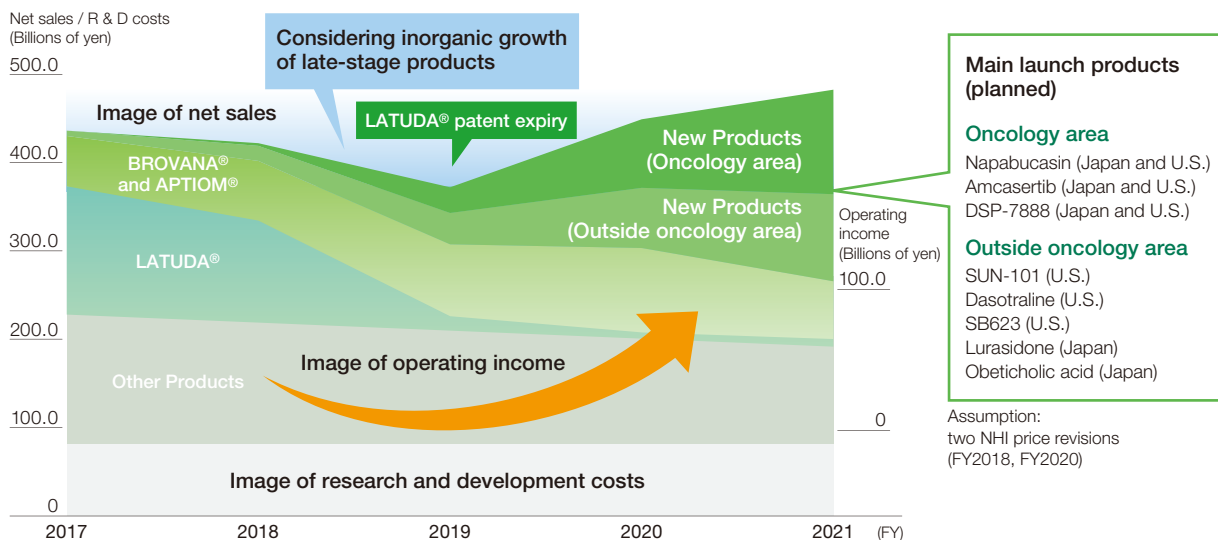 Net sales / R & D costs
(Billions of yen)
500.0
400.0
300.0
200.0
100.0
0
Image of net sales
Considering inorganic growth
of late-stage products
LATUDA® patent expiry
BROVANA®
and APTIOM®
LATUDA®
Other Products
New Products
(Oncology area)
New Products
(Outside oncology area)
Image of operating income
Image of research and development costs
Operating
income
(Billions of yen)
100.0
0
2017
2018
2019
2020
2021
(FY)
Main launch products
(planned)
Oncology area
Napabucasin (Japan and U.S.)
Amcasertib (Japan and U.S.)
DSP-7888 (Japan and U.S.)
Outside oncology area
SUN-101 (U.S.)
Dasotraline (U.S.)
SB623 (U.S.)
Lurasidone (Japan)
Obeticholic acid (Japan)
Assumption:
two NHI price revisions
(FY2018, FY2020)